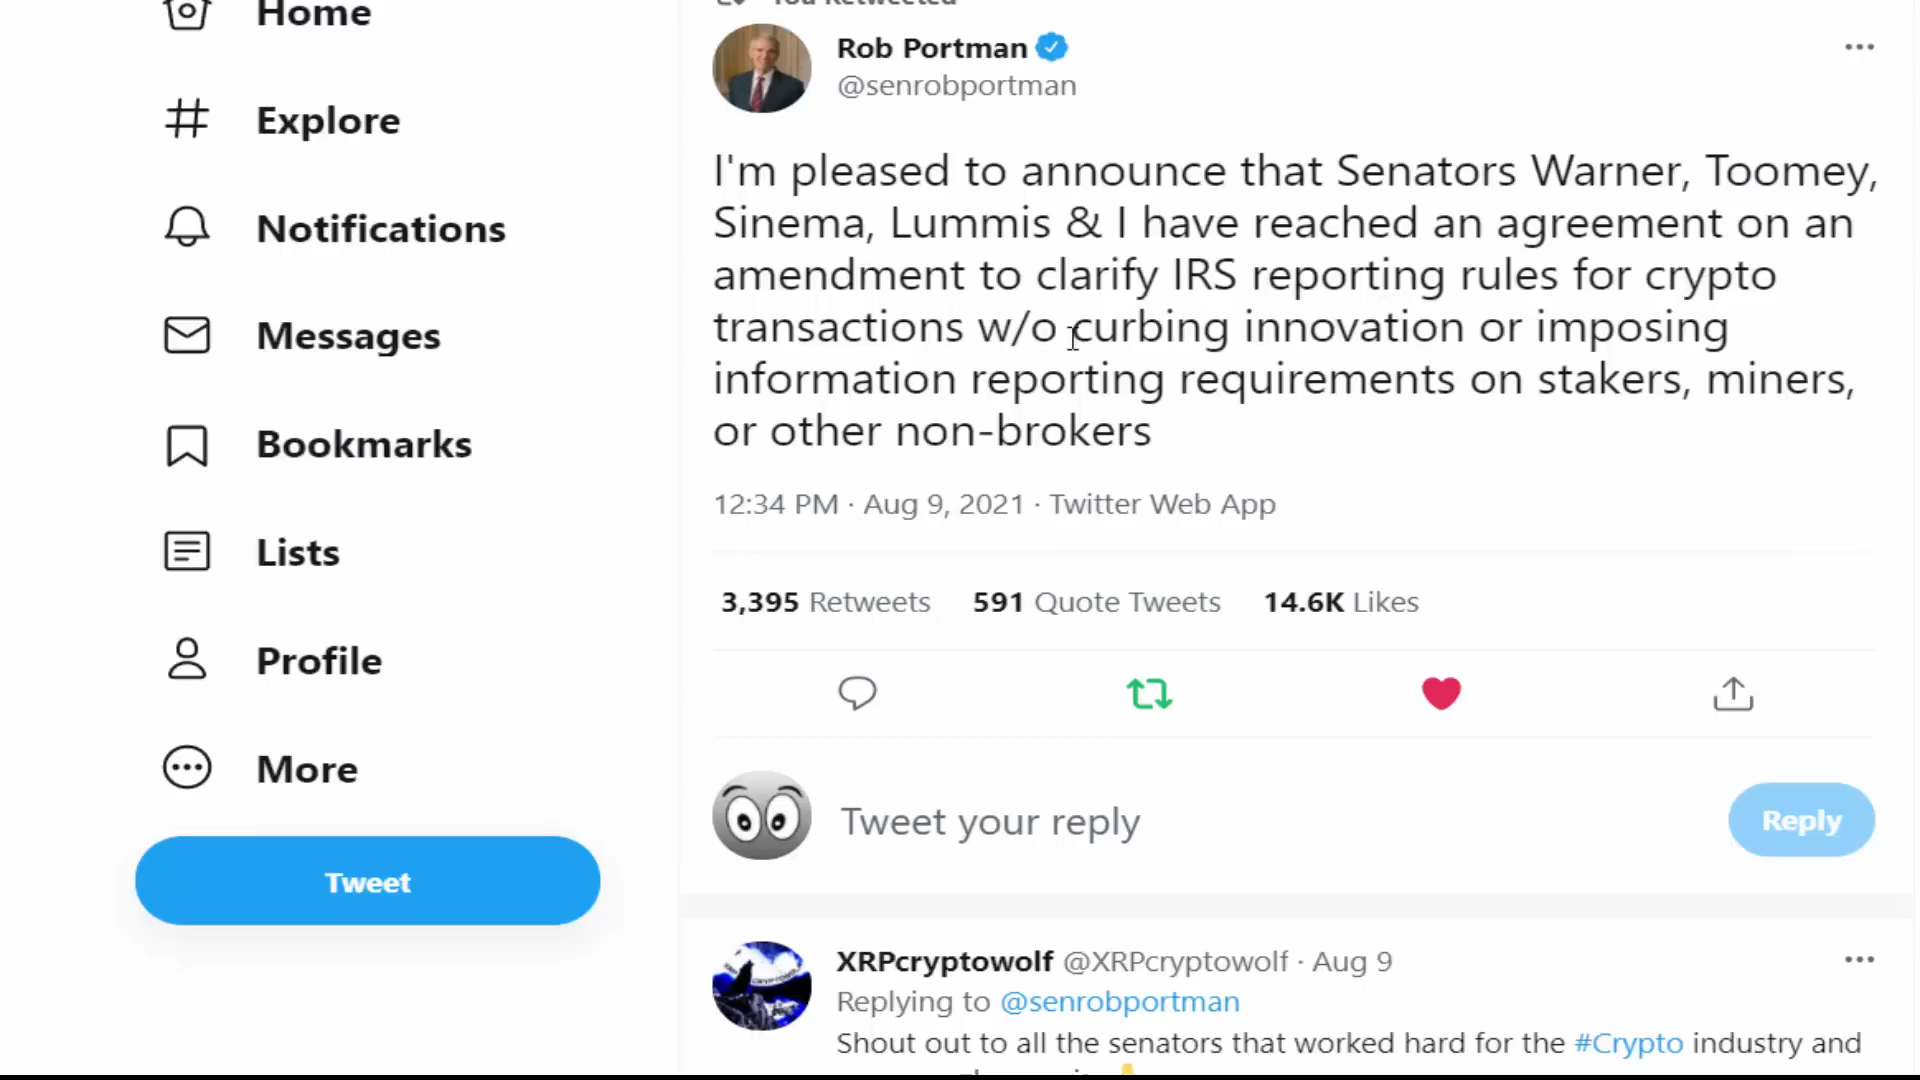 Home
Explore
Notifications
Messages
Bookmarks
Lists
Profile
More
Tweet
You Retweeted
Rob Portman
@senrobportman
I'm pleased to announce that Senators Warner, Toomey,
Sinema, Lummis & I have reached an agreement on an
amendment to clarify IRS reporting rules for crypto
transactions w/o curbing innovation or imposing
information reporting requirements on stakers, miners,
or other non-brokers
12:34 PM · Aug 9, 2021 · Twitter Web App
3,395 Retweets 591 Quote Tweets 14.6K Likes
Tweet your reply
Reply
XRPcryptowolf @XRPcryptowolf · Aug 9
Replying to @senrobportman
Shout out to all the senators that worked hard for the #Crypto industry and